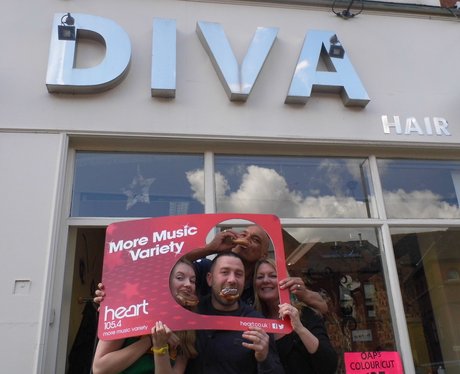 DIVA
HAIR
More Music
Variety
heart
105.4
more music variety
heart.co.uk
OAPS
COLOUR/CUT